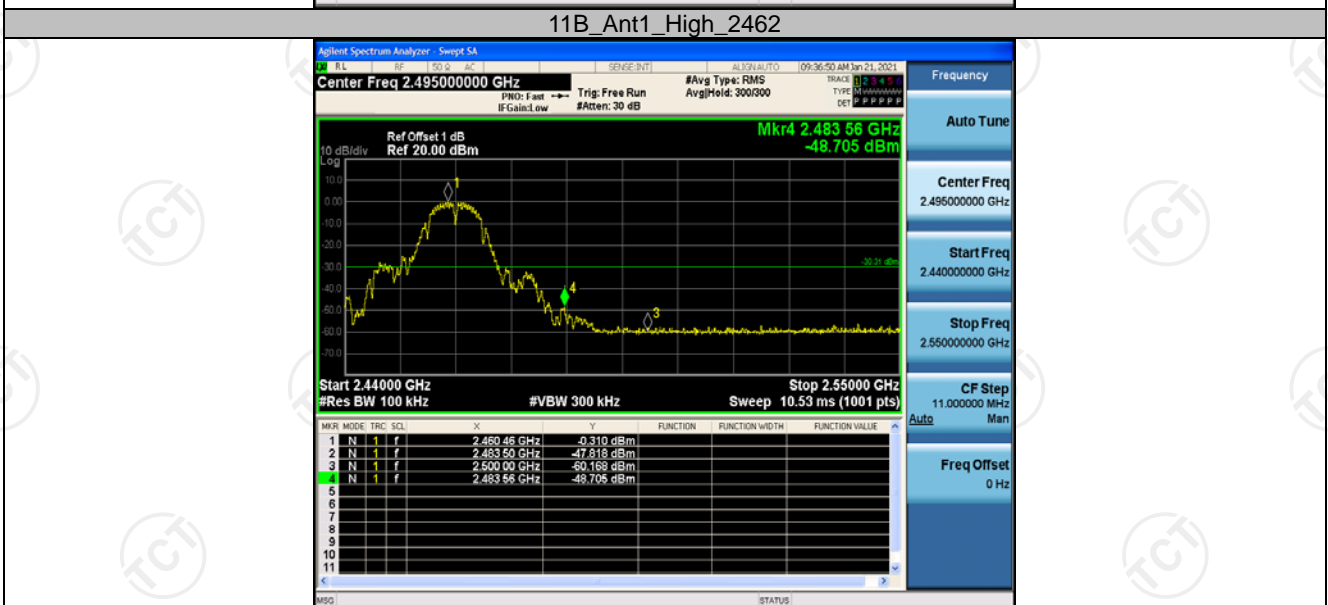 11B_Ant1_High_2462
Agilent Spectrum Analyzer - Swept SA
RL RF 50 Ω AC SENSE:INT ALIGNAUTO 09:36:50 AM Jan 21, 2021
Center Freq 2.495000000 GHz
PNO: Fast
IFGain:Low
Trig: Free Run
#Atten: 30 dB
#Avg Type: RMS
Avg|Hold: 300/300
TRACE 1 2 3 4 5 6
TYPE M W W W W W
DET P P P P P P
Frequency
Auto Tune
Center Freq
2.495000000 GHz
Start Freq
2.440000000 GHz
Stop Freq
2.550000000 GHz
CF Step
11.000000 MHz
Auto Man
Freq Offset
0 Hz
Mkr4 2.483 56 GHz
-48.705 dBm
Ref Offset 1 dB
10 dB/div Ref 20.00 dBm
Log
10.0
0.00
-10.0
-20.0
-30.0
-40.0
-50.0
-60.0
-70.0
1
4
3
-30.31 dBm
Start 2.44000 GHz Stop 2.55000 GHz
#Res BW 100 kHz #VBW 300 kHz Sweep 10.53 ms (1001 pts)
MKR MODE TRC SCL X Y FUNCTION FUNCTION WIDTH FUNCTION VALUE
1 N 1 f 2.460 46 GHz -0.310 dBm
2 N 1 f 2.483 50 GHz -47.818 dBm
3 N 1 f 2.500 00 GHz -60.168 dBm
4 N 1 f 2.483 56 GHz -48.705 dBm
5
6
7
8
9
10
11
MSG STATUS
TCT
TCT
TCT
TCT